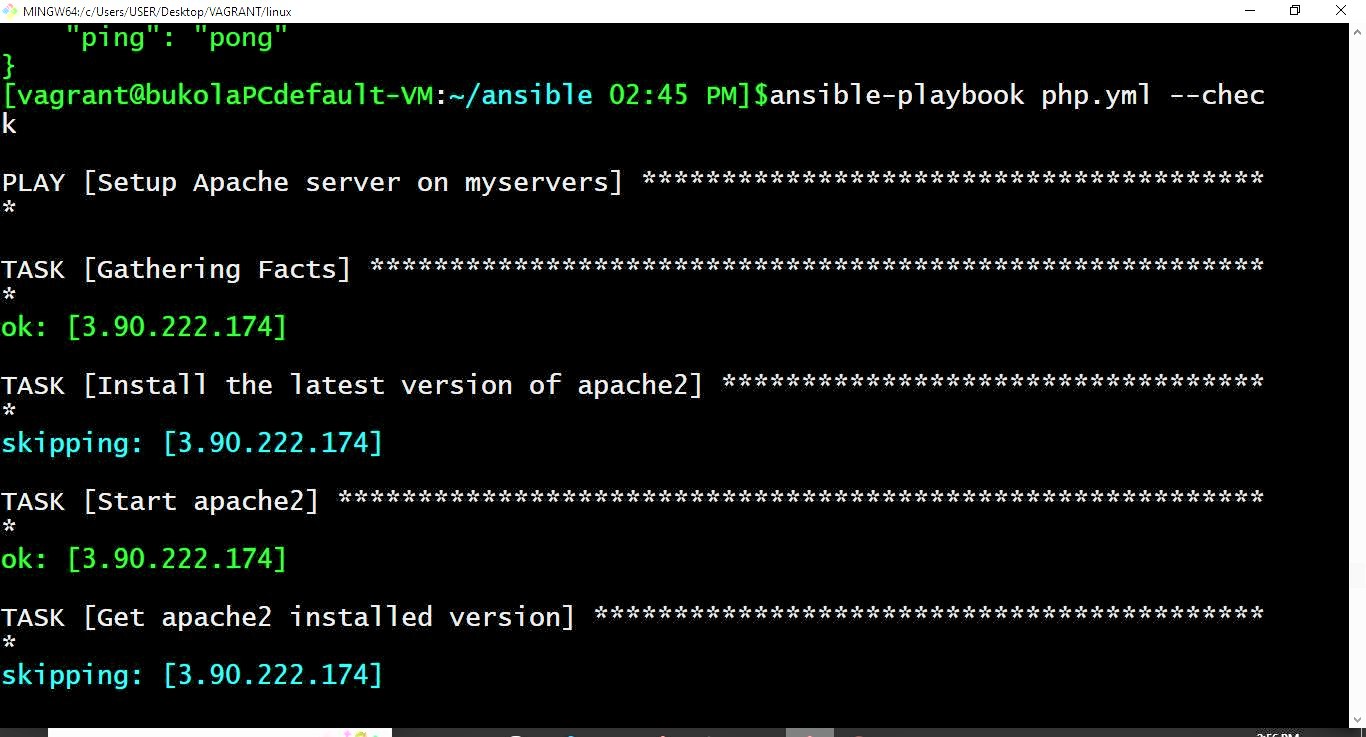 MINGW64:/c/Users/USER/Desktop/VAGRANT/linux
"ping": "pong"
}
[vagrant@bukolaPCdefault-VM:~/ansible 02:45 PM]$ansible-playbook php.yml --chec
k
PLAY [Setup Apache server on myservers] ***************************************
*
TASK [Gathering Facts] ********************************************************
*
ok: [3.90.222.174]
TASK [Install the latest version of apache2] **********************************
*
skipping: [3.90.222.174]
TASK [Start apache2] **********************************************************
*
ok: [3.90.222.174]
TASK [Get apache2 installed version] ******************************************
*
skipping: [3.90.222.174]